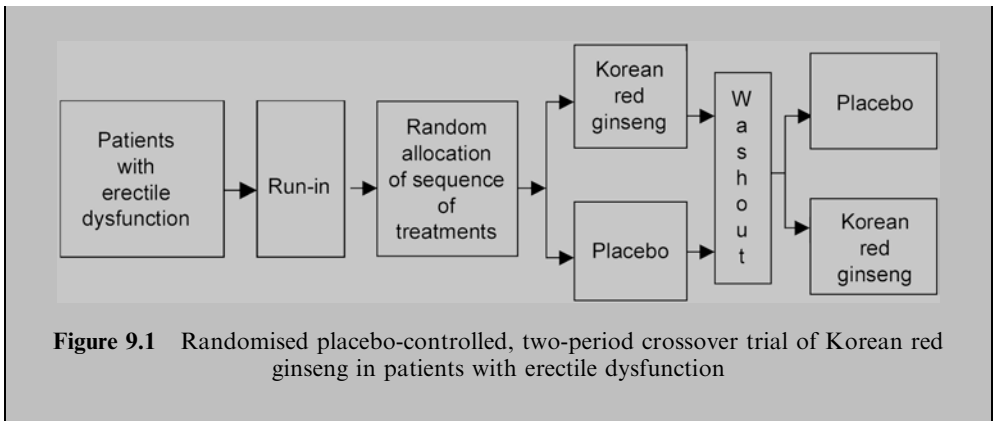 Patients
with
erectile
dysfunction
Run-in
Random
allocation
of sequence
of
treatments
Korean
red
ginseng
Placebo
W
a
s
h
o
u
t
Placebo
Korean
red
ginseng
Figure 9.1 Randomised placebo-controlled, two-period crossover trial of Korean red
ginseng in patients with erectile dysfunction